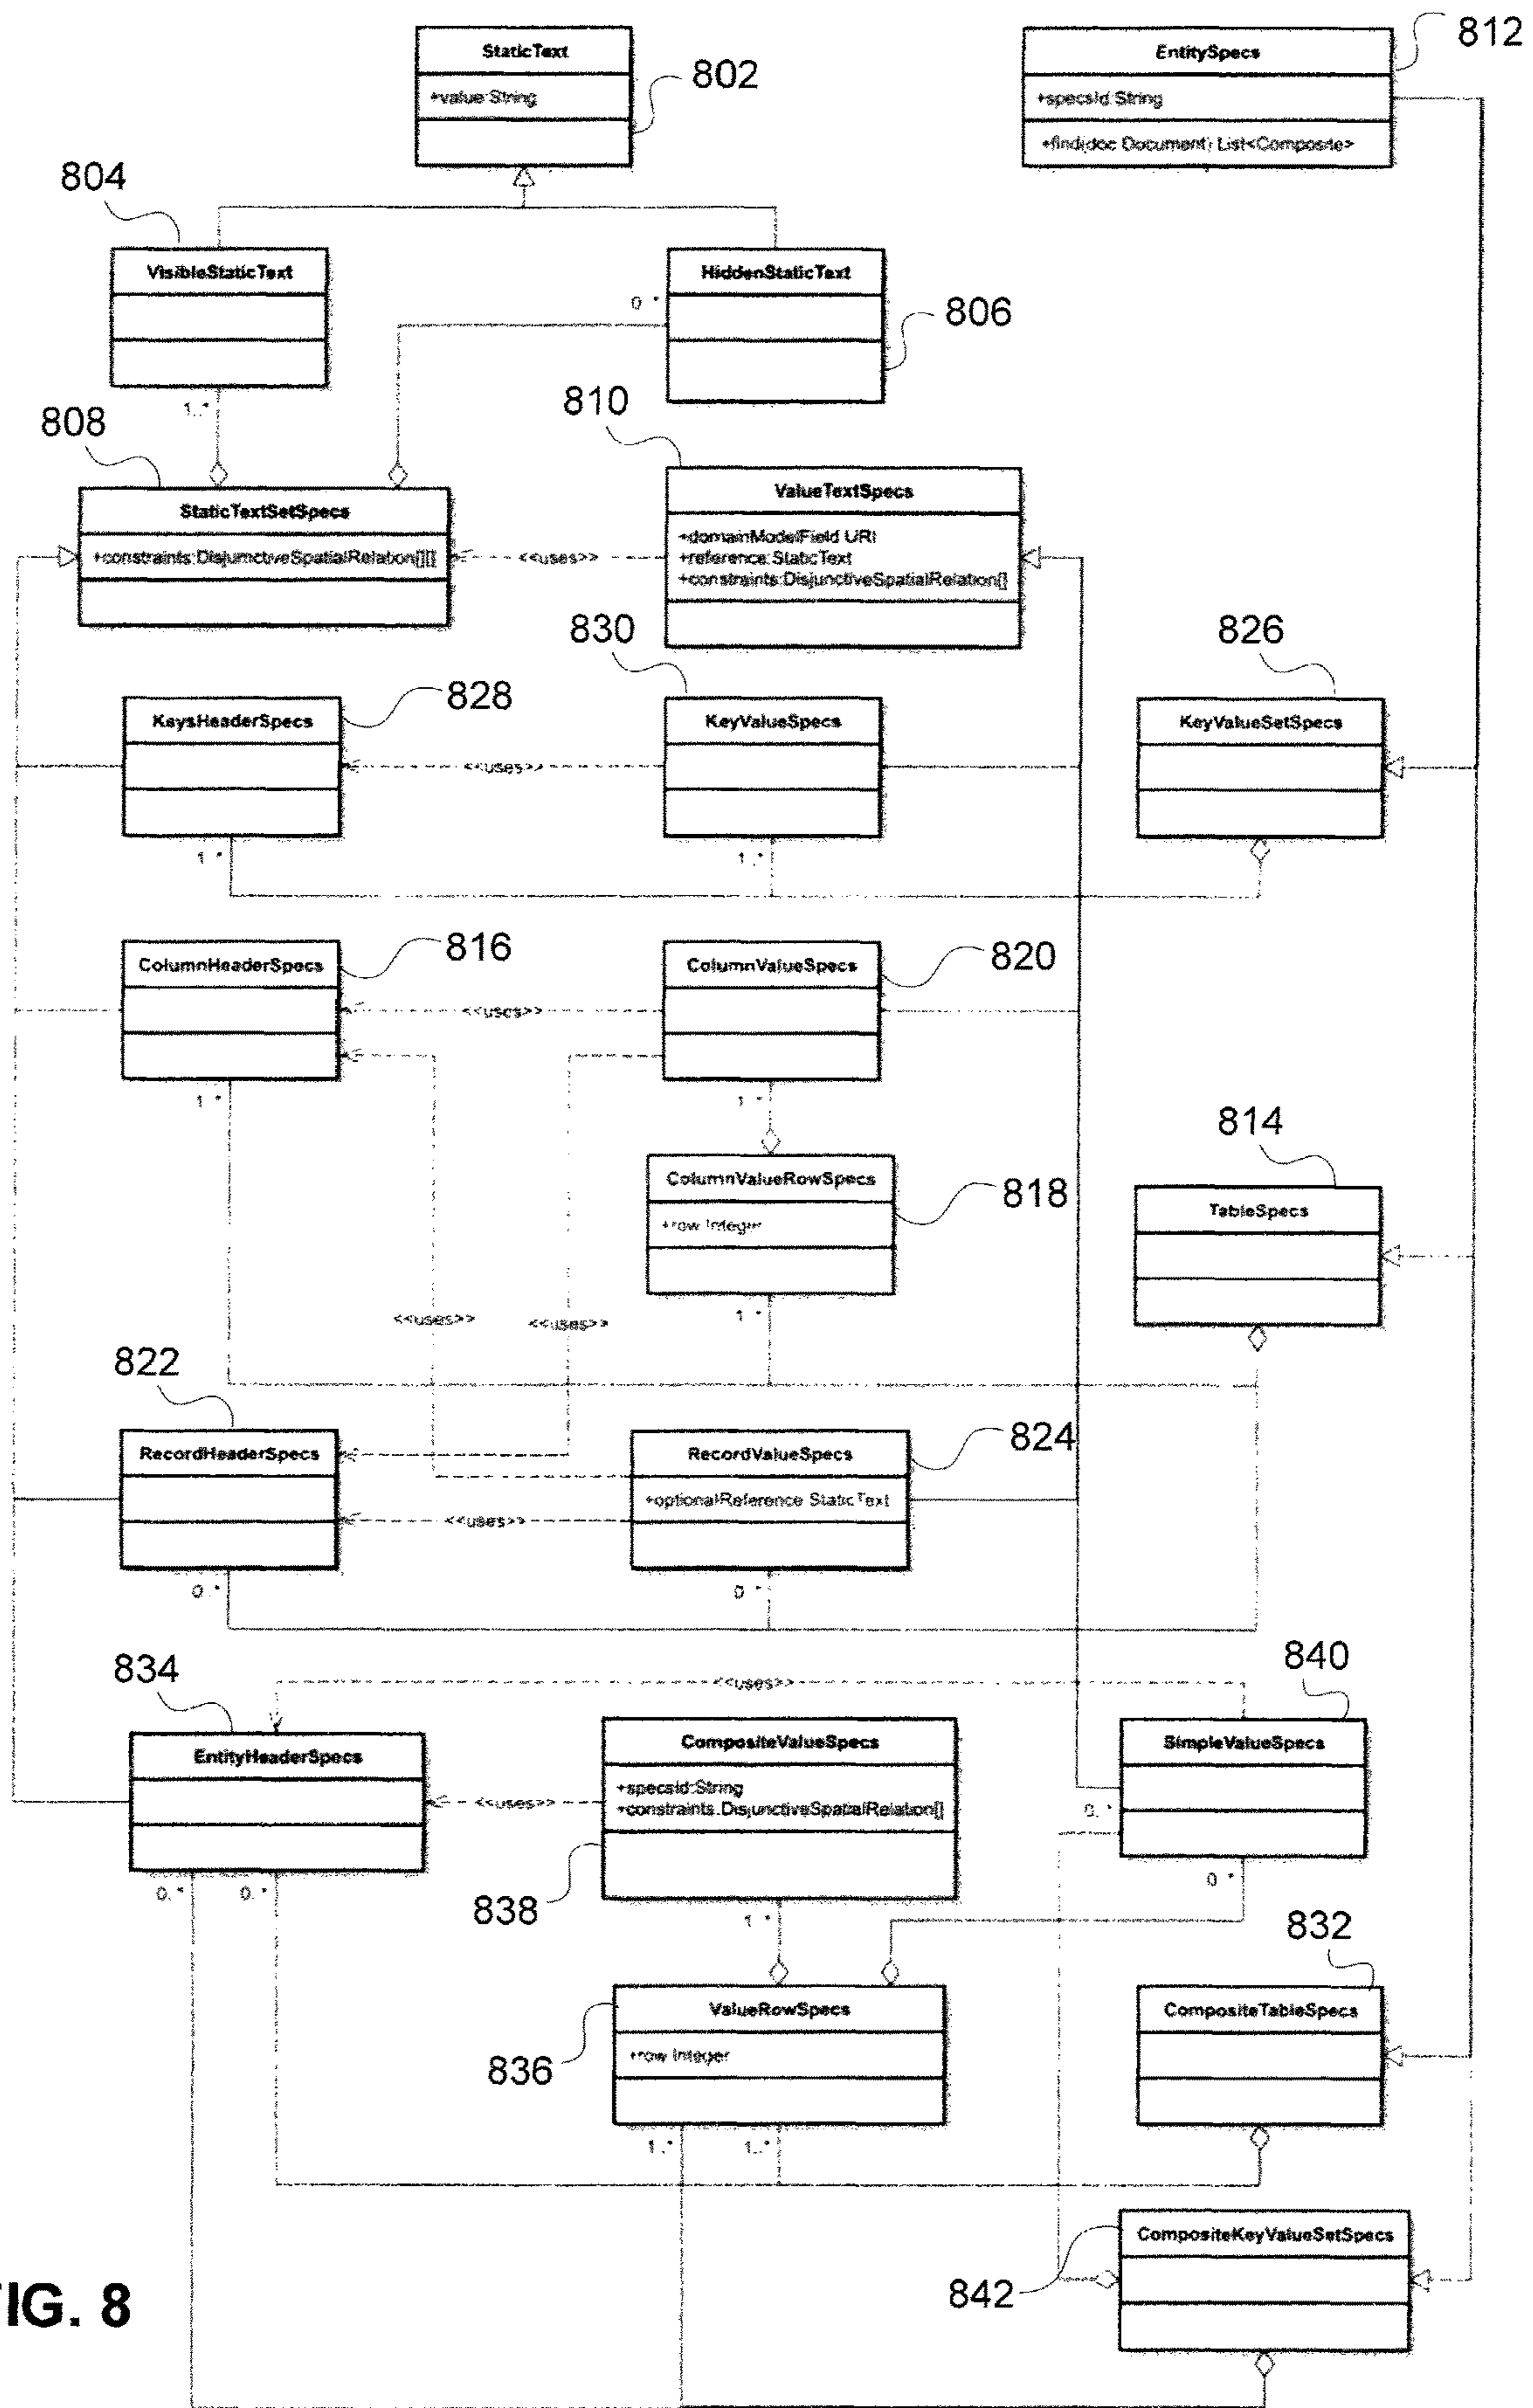 StaticText
+value:String
802
EntitySpecs
+specsId:String
+find(doc Document) List<Composite>
812
804
VisibleStaticText
1..*
HiddenStaticText
0..*
806
808
StaticTextSetSpecs
+constraints:DisjunctiveSpatialRelation[][]
<<uses>>
810
ValueTextSpecs
+domainModelField URI
+reference:StaticText
+constraints:DisjunctiveSpatialRelation[]
828
KeysHeaderSpecs
1..*
<<uses>>
830
KeyValueSpecs
1..*
826
KeyValueSetSpecs
816
ColumnHeaderSpecs
1..*
<<uses>>
820
ColumnValueSpecs
1..*
ColumnValueRowSpecs
+row Integer
818
1..*
814
TableSpecs
<<uses>>
<<uses>>
822
RecordHeaderSpecs
0..*
<<uses>>
RecordValueSpecs
+optionalReference StaticText
824
0..*
834
EntityHeaderSpecs
0..*
0..*
<<uses>>
<<uses>>
CompositeValueSpecs
+specsId:String
+constraints.DisjunctiveSpatialRelation[]
838
1..*
840
SimpleValueSpecs
0..*
0..*
ValueRowSpecs
+row Integer
836
1..*
1..*
832
CompositeTableSpecs
CompositeKeyValueSetSpecs
842
IG. 8